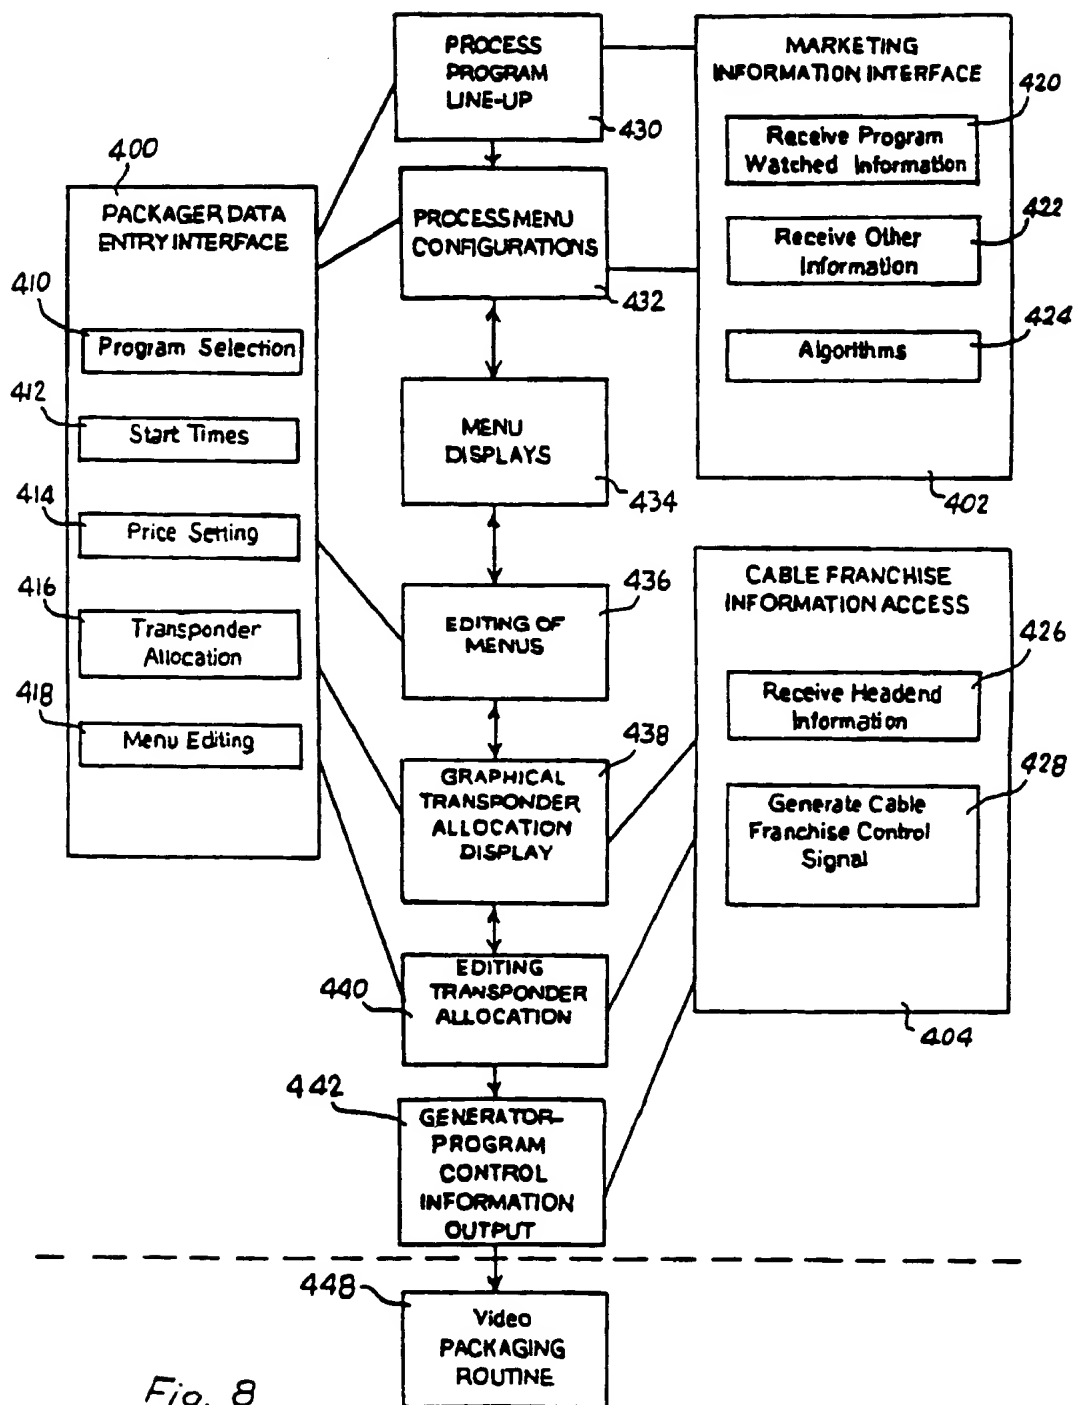 PROCESS
PROGRAM
LINE-UP
430
MARKETING
INFORMATION INTERFACE
420
Receive Program
Watched Information
422
Receive Other
Information
424
Algorithms
402
400
PACKAGER DATA
ENTRY INTERFACE
410
Program Selection
412
Start Times
414
Price Setting
416
Transponder
Allocation
418
Menu Editing
PROCESS MENU
CONFIGURATIONS
432
MENU
DISPLAYS
434
436
EDITING OF
MENUS
438
GRAPHICAL
TRANSPONDER
ALLOCATION
DISPLAY
CABLE FRANCHISE
INFORMATION ACCESS
426
Receive Headend
Information
428
Generate Cable
Franchise Control
Signal
404
440
EDITING
TRANSPONDER
ALLOCATION
442
GENERATOR-
PROGRAM
CONTROL
INFORMATION
OUTPUT
448
Video
PACKAGING
ROUTINE
Fig. 8